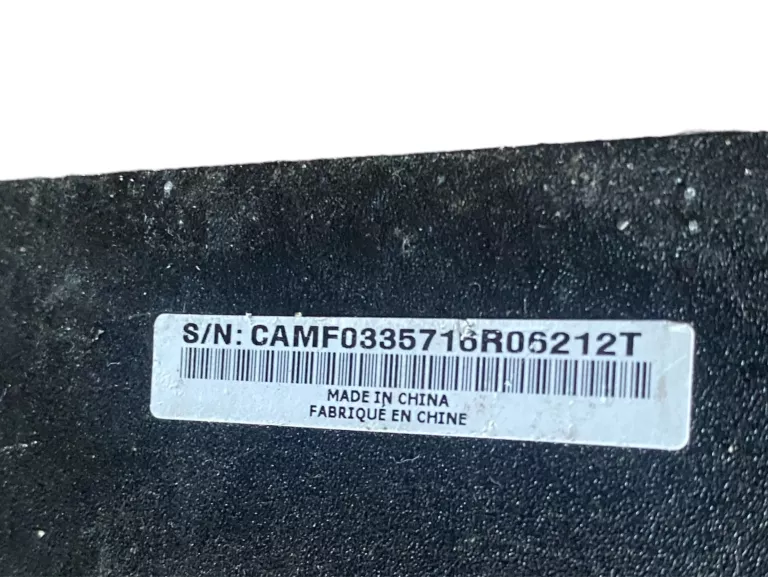 S/N: CAMF0335716R06212T
MADE IN CHINA
FABRIQUÉ EN CHINE